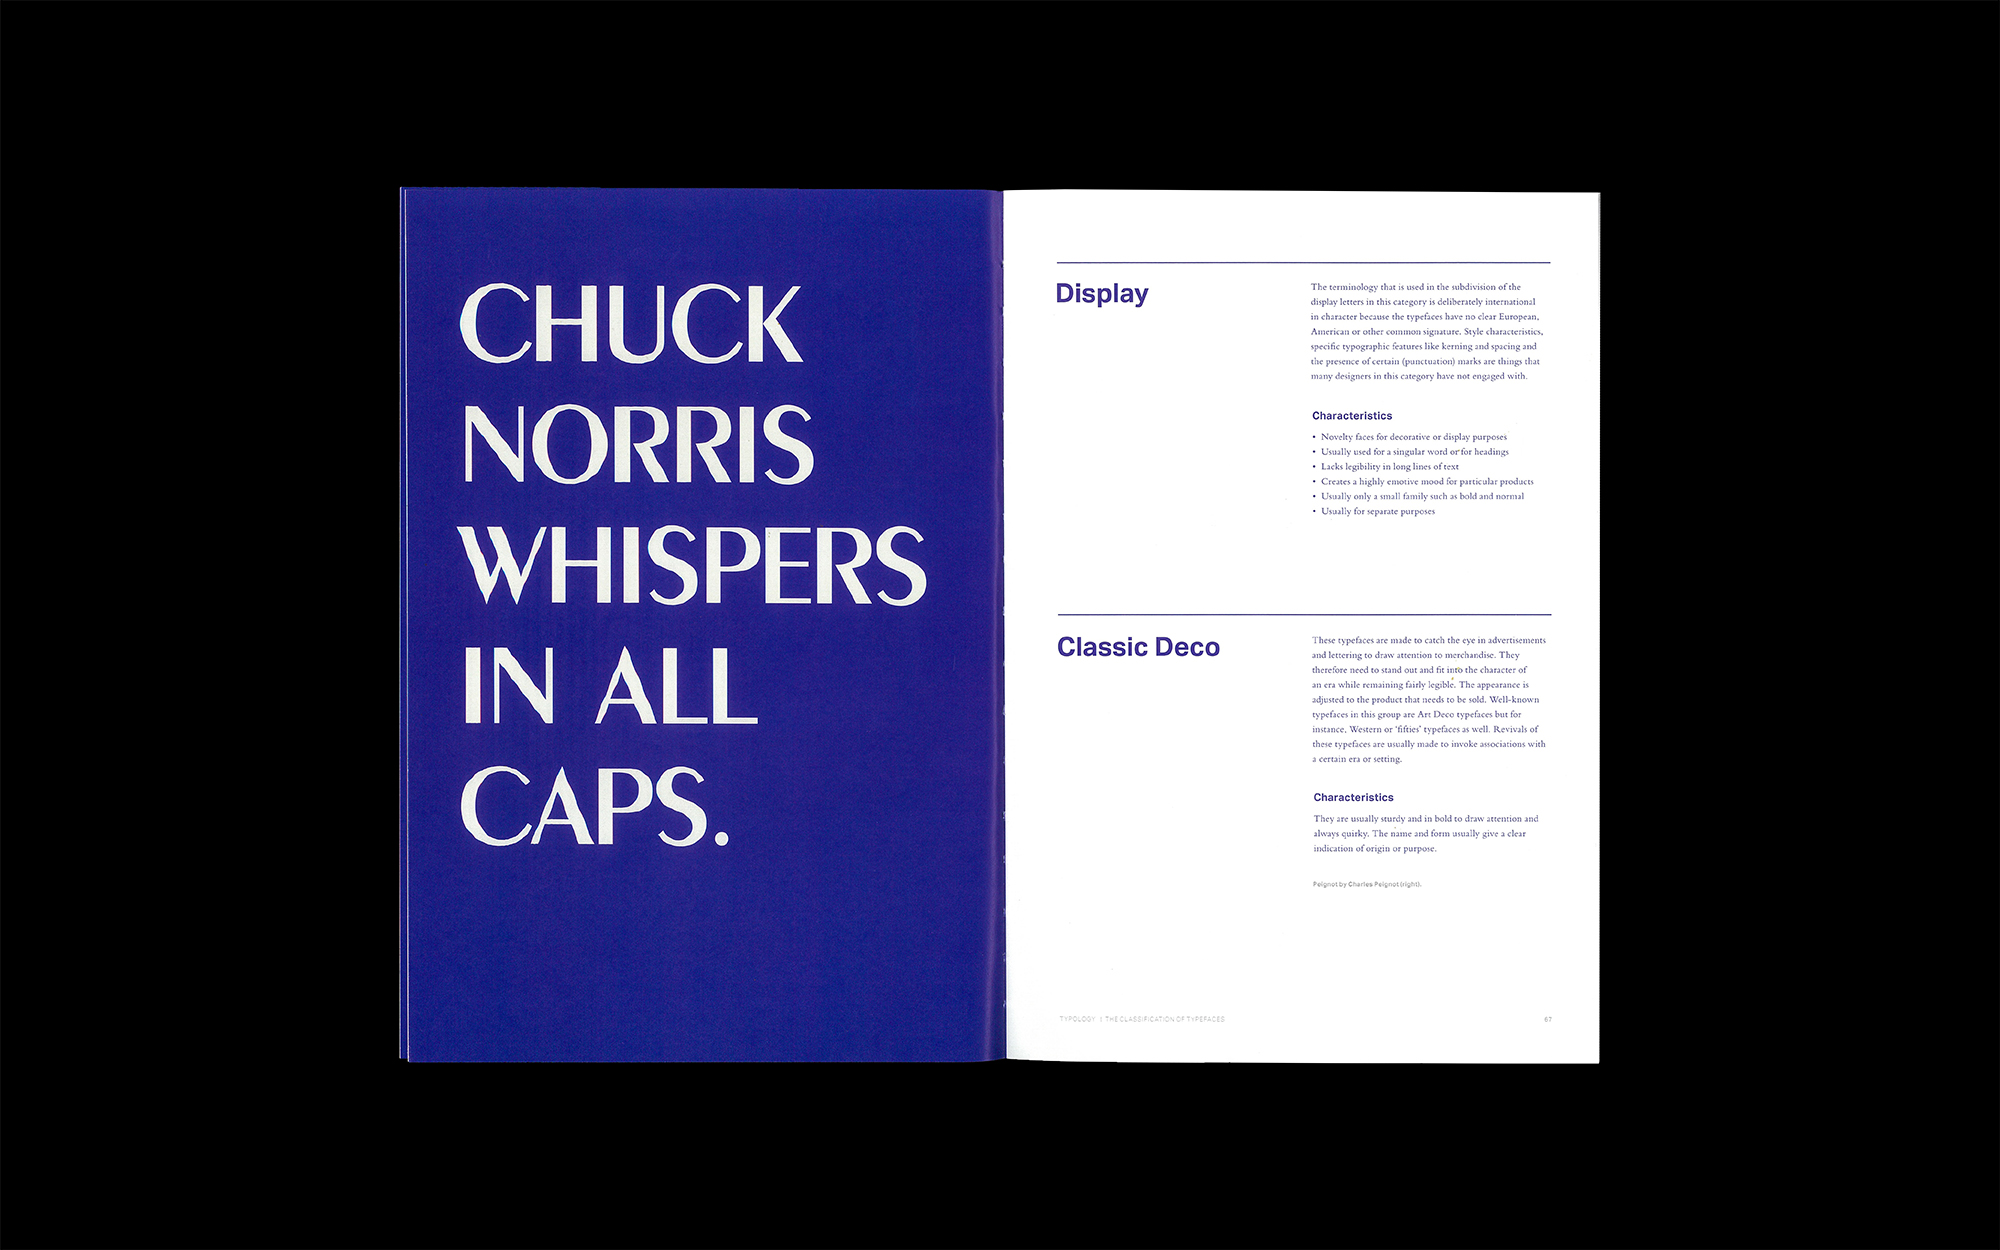 CHUCK
NORRIS
WHISPERS
IN ALL
CAPS.
Display
The terminology that is used in the subdivision of the
display letters in this category is deliberately international
in character because the typefaces have no clear European,
American or other common signature. Style characteristics,
specific typographic features like kerning and spacing and
the presence of certain (punctuation) marks are things that
many designers in this category have not engaged with.
Characteristics
• Novelty faces for decorative or display purposes
• Usually used for a singular word or for headings
• Lacks legibility in long lines of text
• Creates a highly emotive mood for particular products
• Usually only a small family such as bold and normal
• Usually for separate purposes
Classic Deco
These typefaces are made to catch the eye in advertisements
and lettering to draw attention to merchandise. They
therefore need to stand out and fit into the character of
an era while remaining fairly legible. The appearance is
adjusted to the product that needs to be sold. Well-known
typefaces in this group are Art Deco typefaces but for
instance, Western or ‘fifties’ typefaces as well. Revivals of
these typefaces are usually made to invoke associations with
a certain era or setting.
Characteristics
They are usually sturdy and in bold to draw attention and
always quirky. The name and form usually give a clear
indication of origin or purpose.
Peignot by Charles Peignot (right).
TYPOLOGY | THE CLASSIFICATION OF TYPEFACES
67